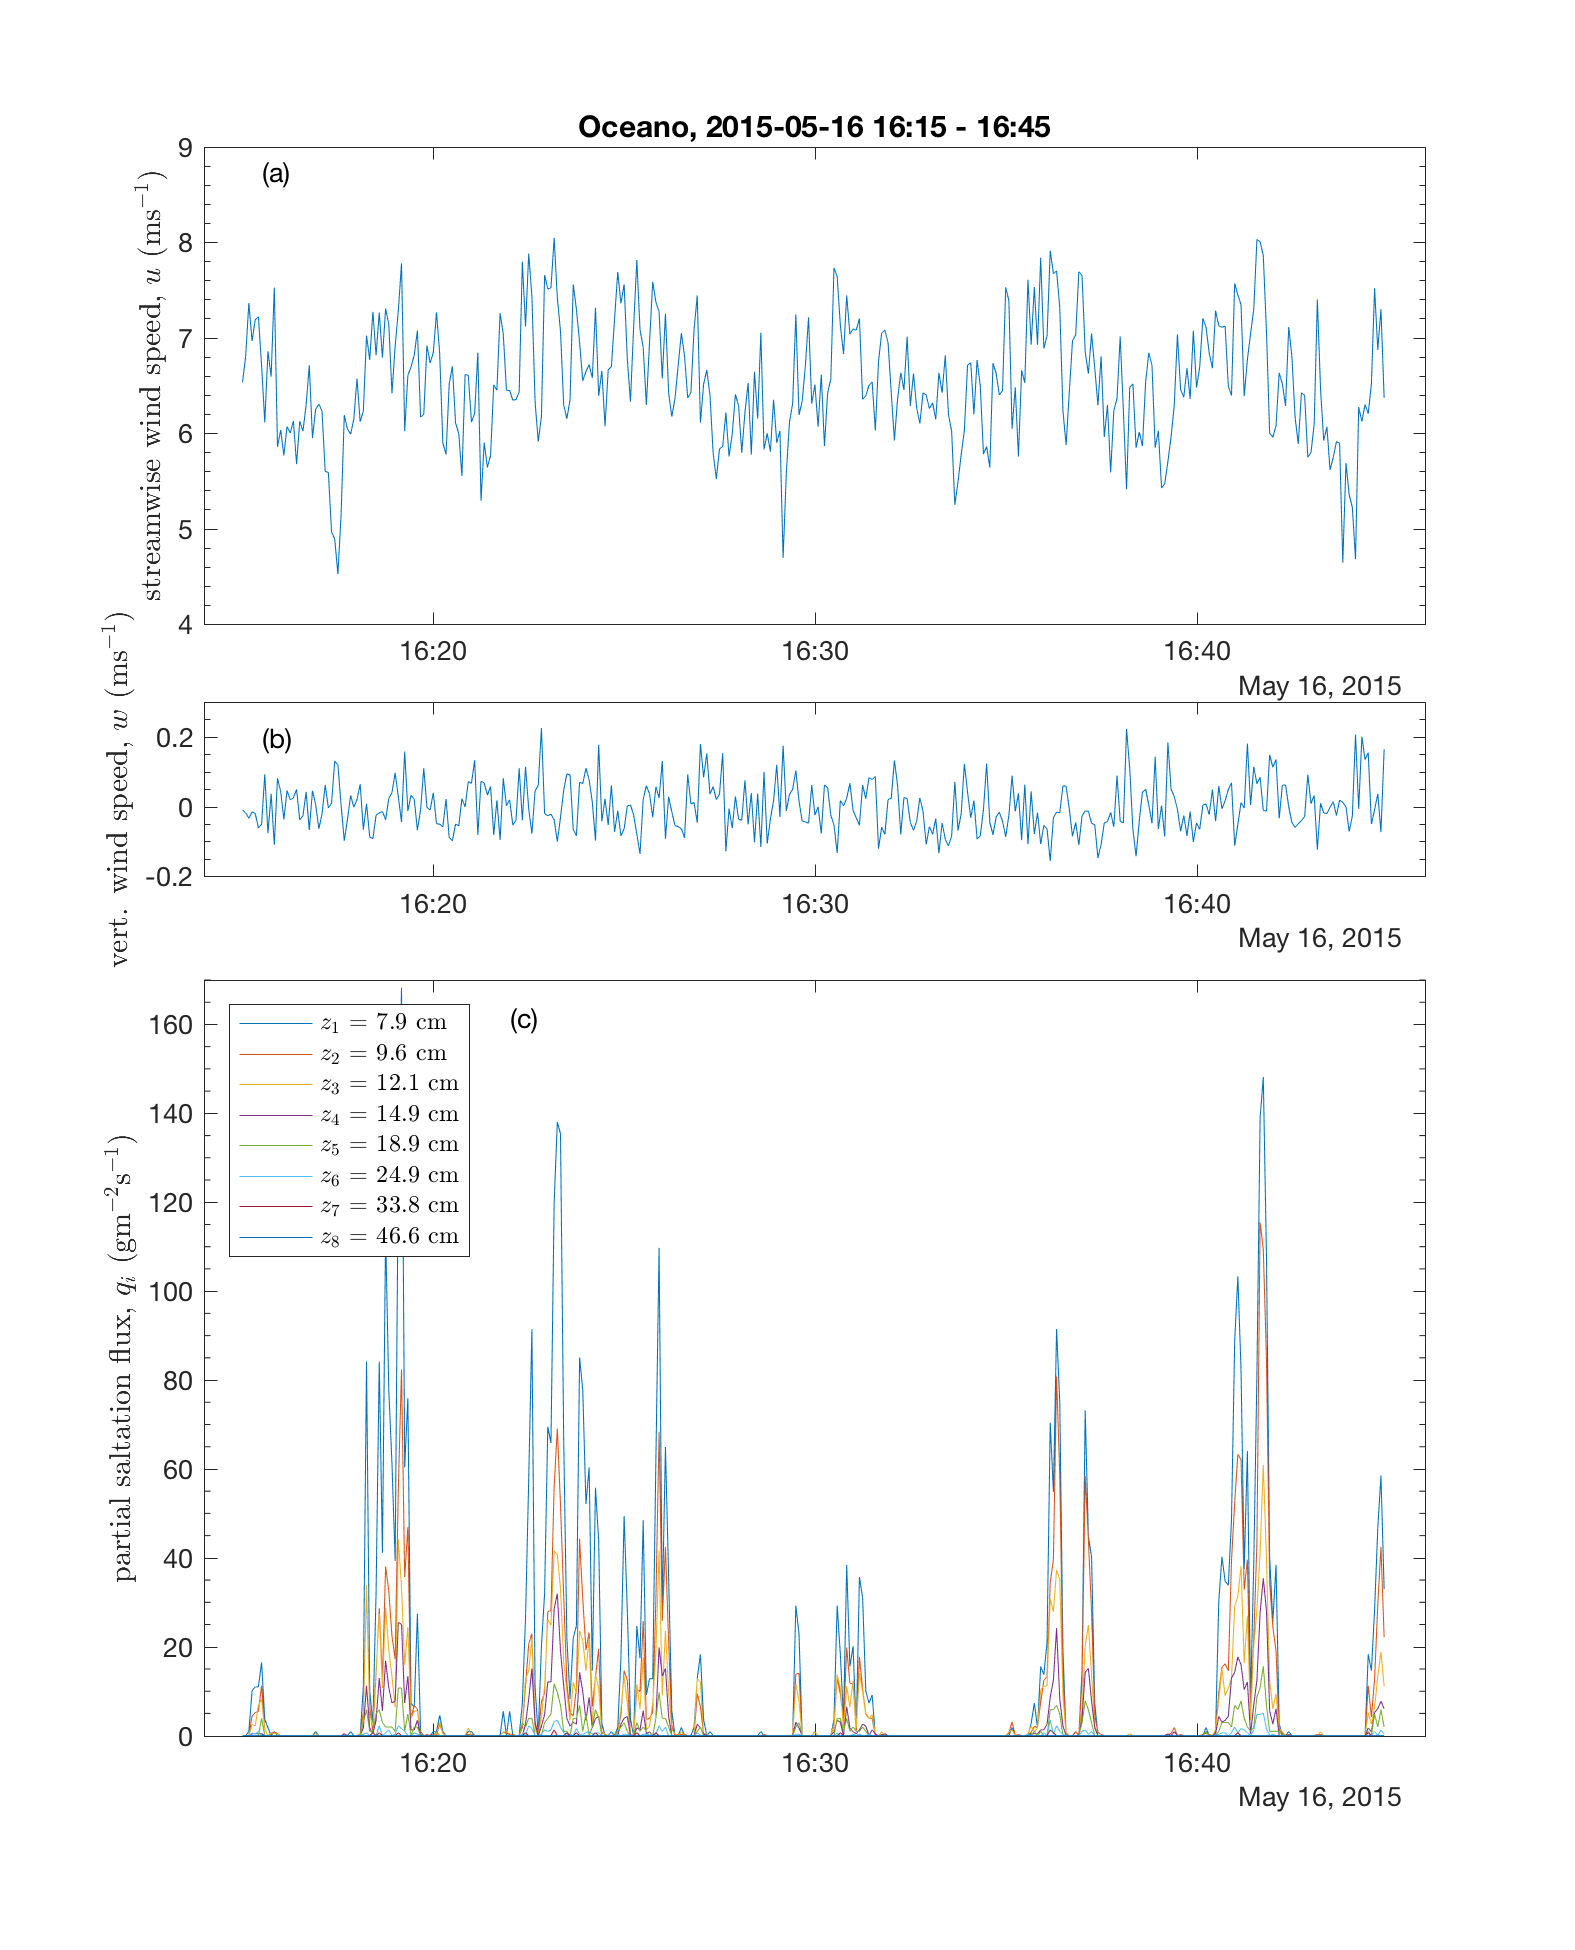 Oceano, 2015-05-16 16:15 - 16:45
(a)
streamwise wind speed, u (ms⁻¹)
9
8
7
6
5
4
16:20 16:30 16:40
May 16, 2015
(b)
vert. wind speed, w (ms⁻¹)
0.2
0
-0.2
16:20 16:30 16:40
May 16, 2015
(c)
partial saltation flux, qᵢ (gm⁻²s⁻¹)
160
140
120
100
80
60
40
20
0
z₁ = 7.9 cm
z₂ = 9.6 cm
z₃ = 12.1 cm
z₄ = 14.9 cm
z₅ = 18.9 cm
z₆ = 24.9 cm
z₇ = 33.8 cm
z₈ = 46.6 cm
16:20 16:30 16:40
May 16, 2015